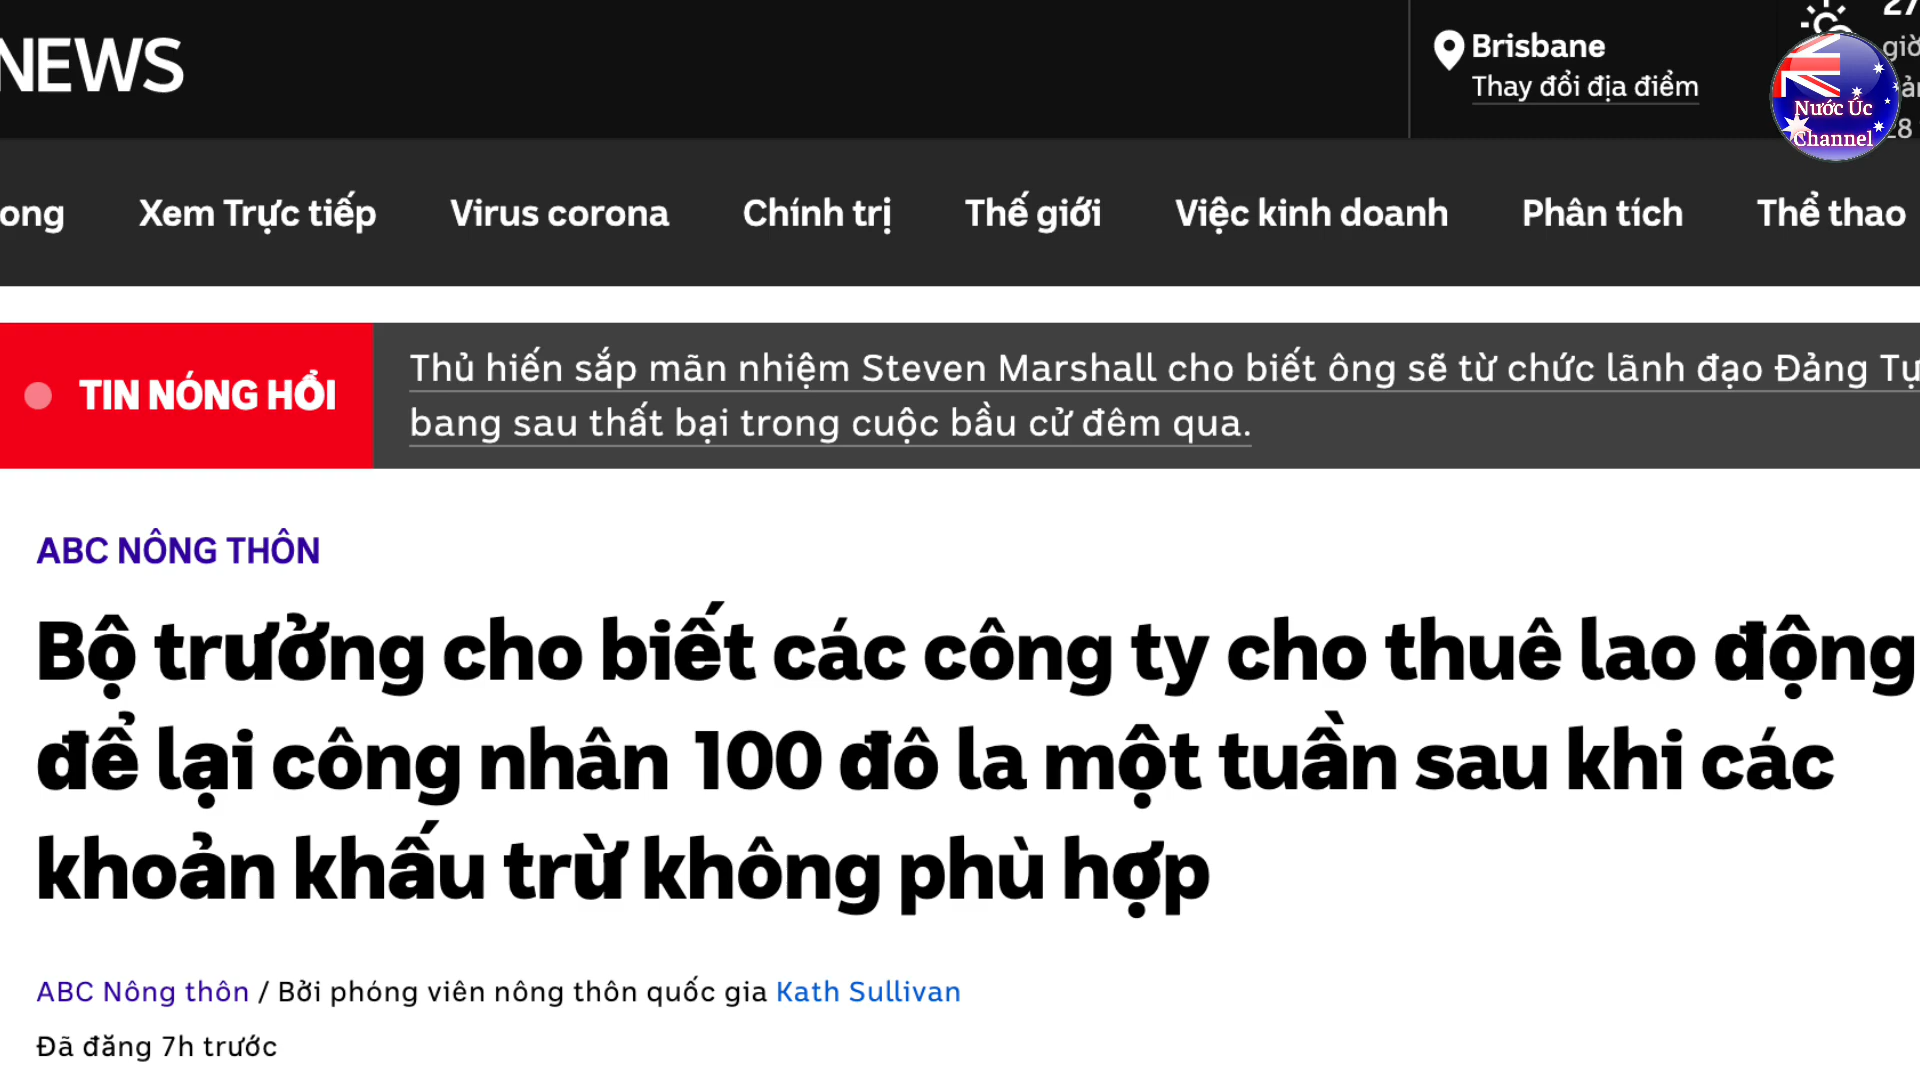 NEWS
Brisbane
Thay đổi địa điểm
27
giờ
28
Nước Úc
Channel
ong
Xem Trực tiếp
Virus corona
Chính trị
Thế giới
Việc kinh doanh
Phân tích
Thể thao
TIN NÓNG HỔI
Thủ hiến sắp mãn nhiệm Steven Marshall cho biết ông sẽ từ chức lãnh đạo Đảng Tự
bang sau thất bại trong cuộc bầu cử đêm qua.
ABC NÔNG THÔN
Bộ trưởng cho biết các công ty cho thuê lao động
để lại công nhân 100 đô la một tuần sau khi các
khoản khấu trừ không phù hợp
ABC Nông thôn / Bởi phóng viên nông thôn quốc gia Kath Sullivan
Đã đăng 7h trước